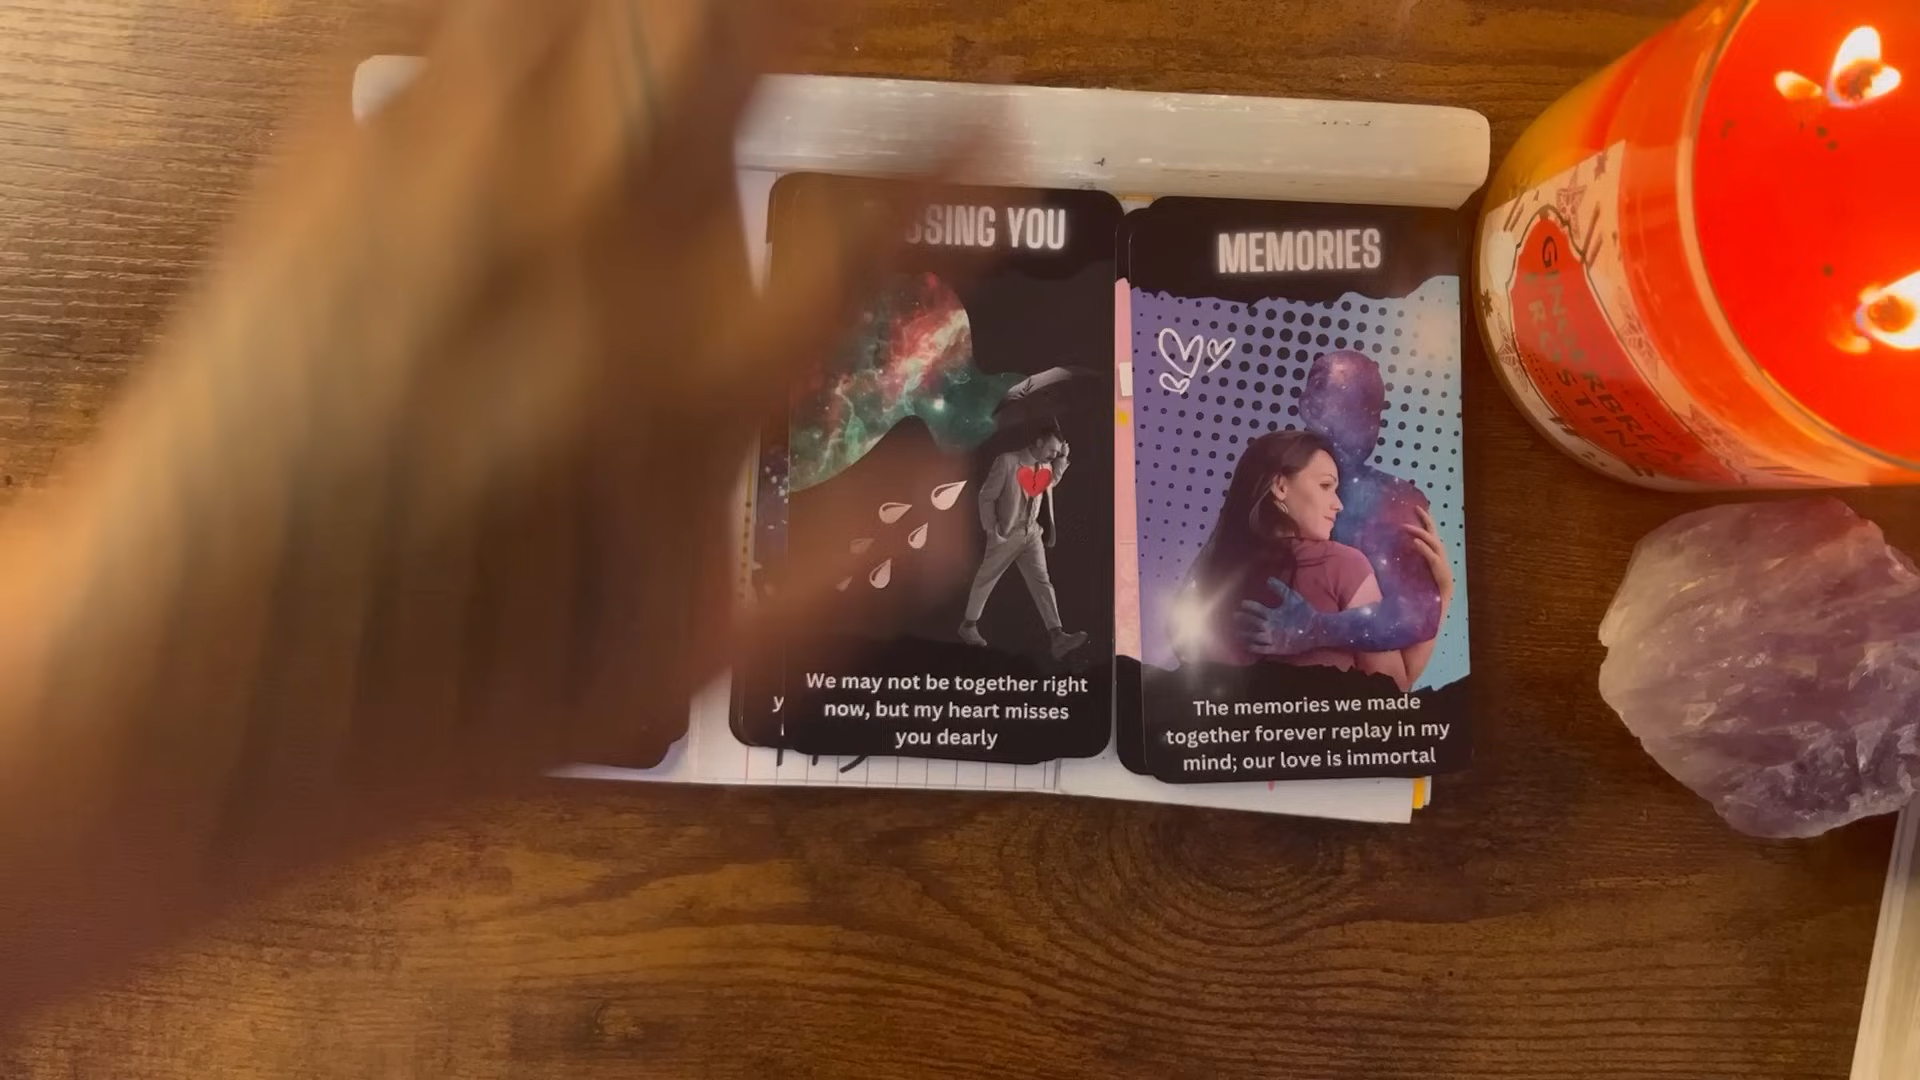 SSING YOU
We may not be together right
now, but my heart misses
you dearly
MEMORIES
The memories we made
together forever replay in my
mind; our love is immortal
y